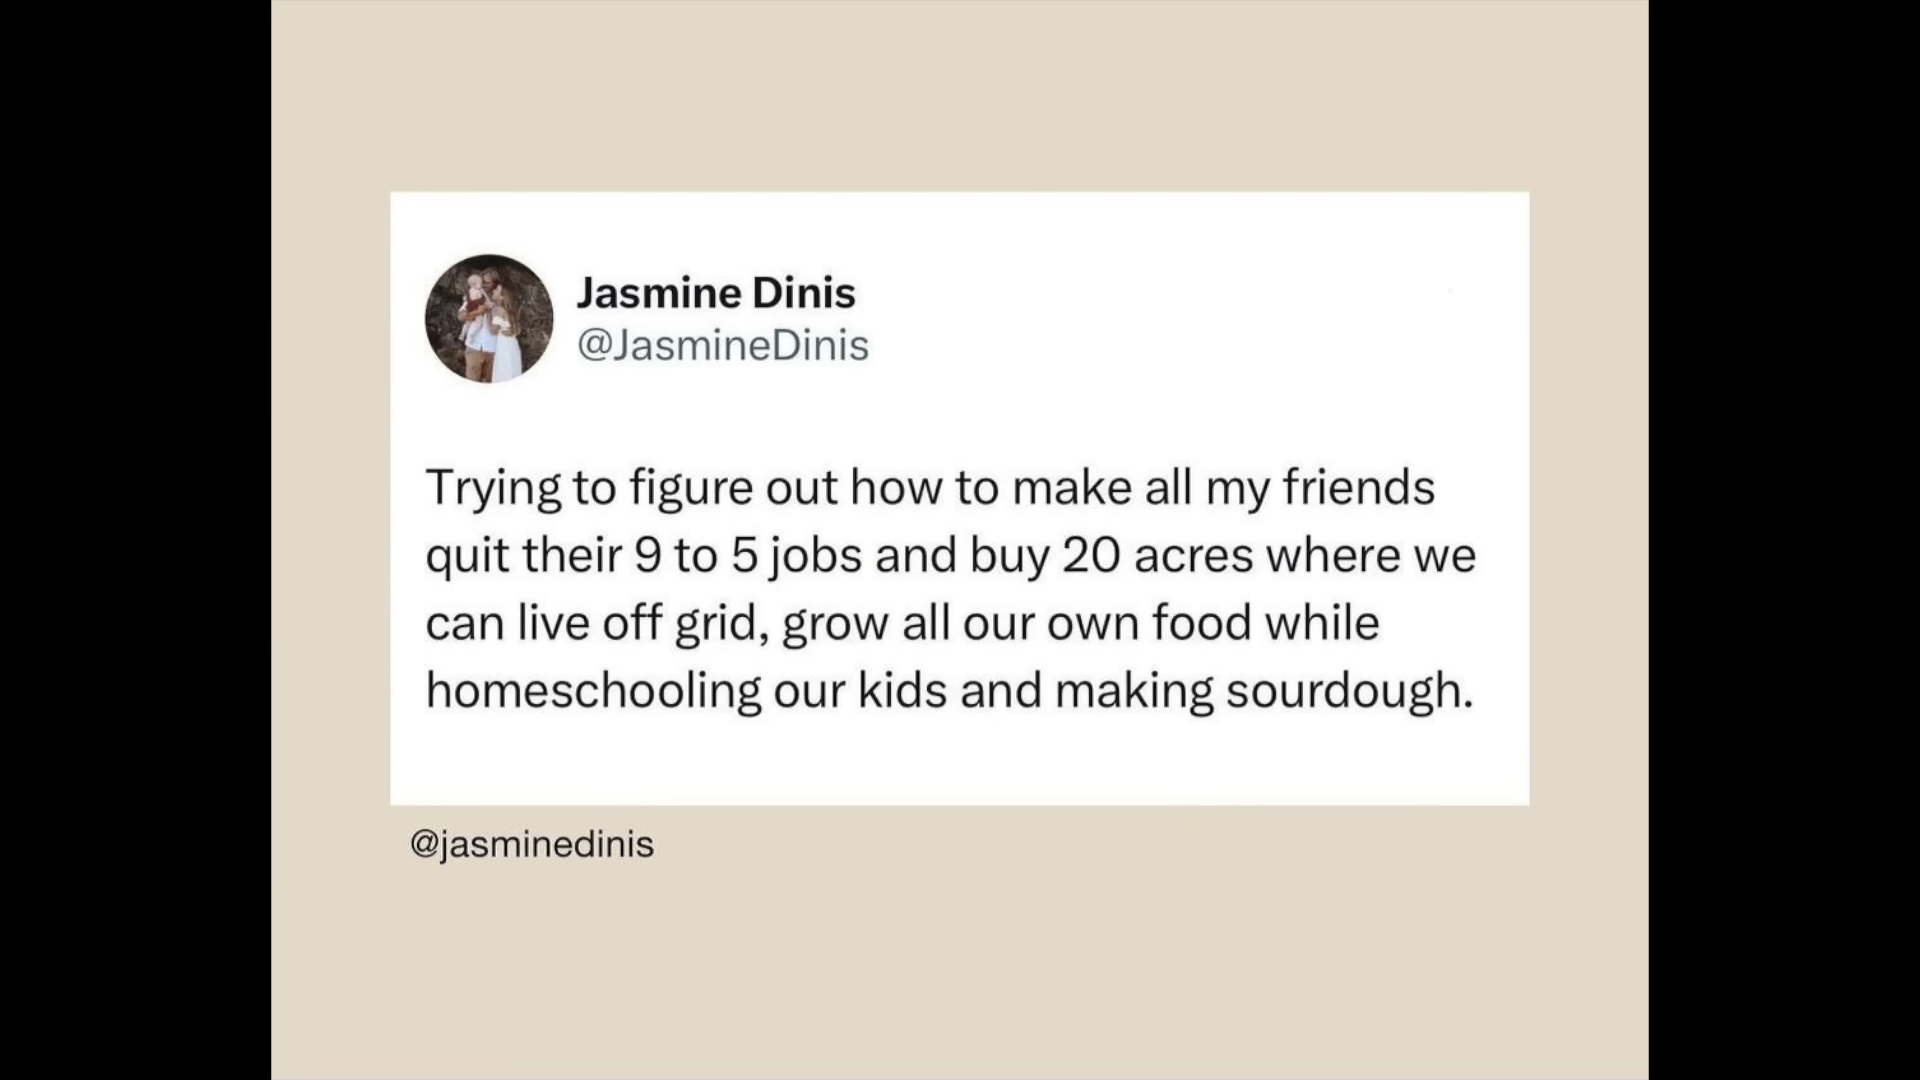 Jasmine Dinis
@JasmineDinis
Trying to figure out how to make all my friends
quit their 9 to 5 jobs and buy 20 acres where we
can live off grid, grow all our own food while
homeschooling our kids and making sourdough.
@jasminedinis